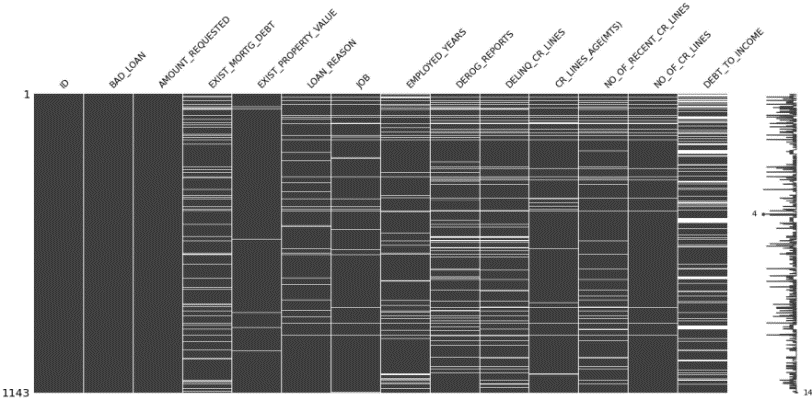 ID
BAD_LOAN
AMOUNT_REQUESTED
EXIST_MORTG_DEBT
EXIST_PROPERTY_VALUE
LOAN_REASON
JOB
EMPLOYED_YEARS
DEROG_REPORTS
DELINQ_CR_LINES
CR_LINES_AGE(MTS)
NO_OF_RECENT_CR_LINES
NO_OF_CR_LINES
DEBT_TO_INCOME
1
4
1143
14